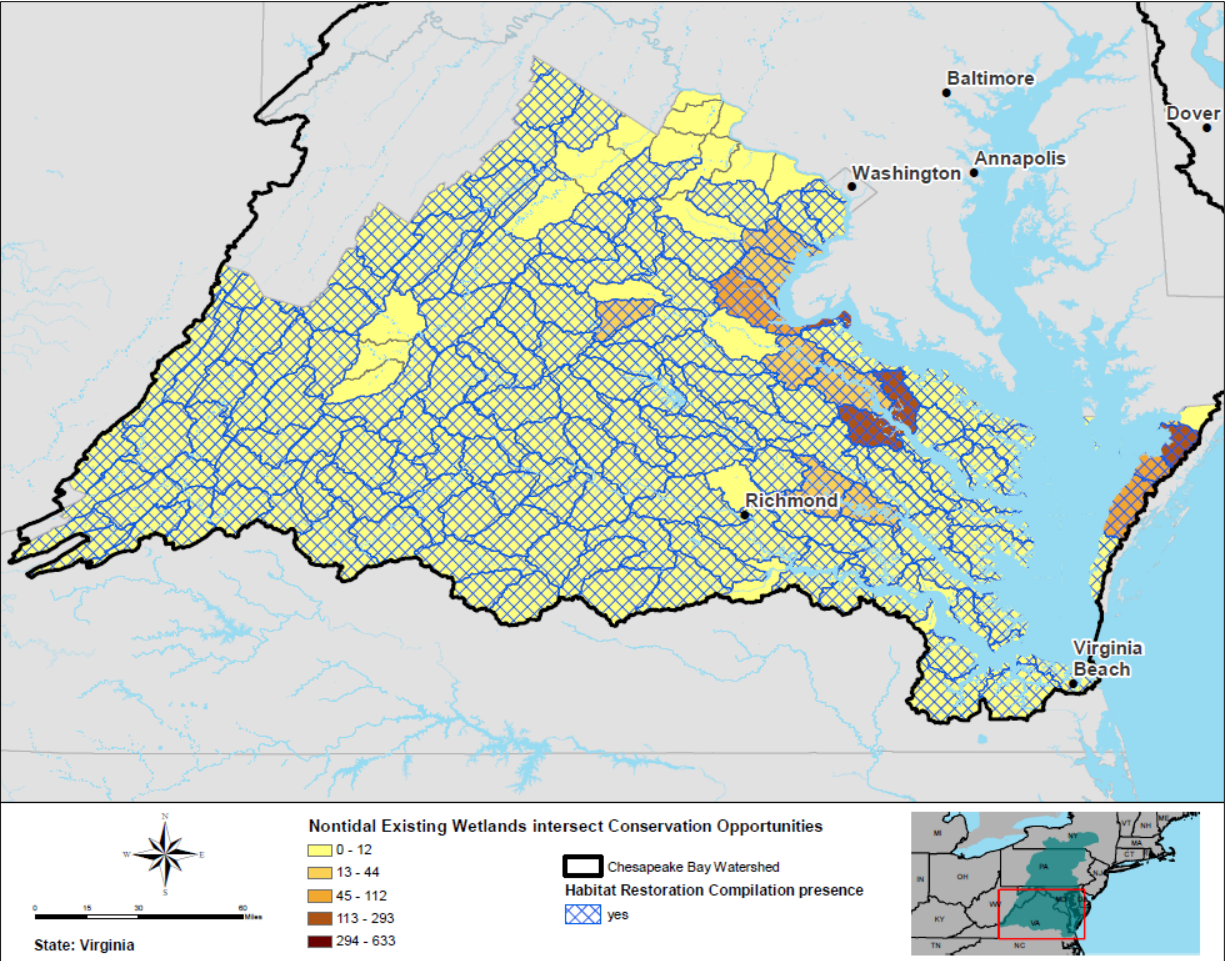 Baltimore
Dover
Annapolis
Washington
Richmond
Virginia
Beach
N
W E
S
0 15 30 60
Miles
State: Virginia
Nontidal Existing Wetlands intersect Conservation Opportunities
0 - 12
13 - 44
45 - 112
113 - 293
294 - 633
Chesapeake Bay Watershed
Habitat Restoration Compilation presence
yes
MI
NY
VT
NH
ME
MA
CT
PA
NJ
OH
IN
WV
KY
VA
TN
NC